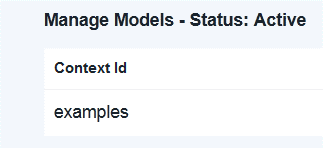 Manage Models - Status: Active
Context Id
examples